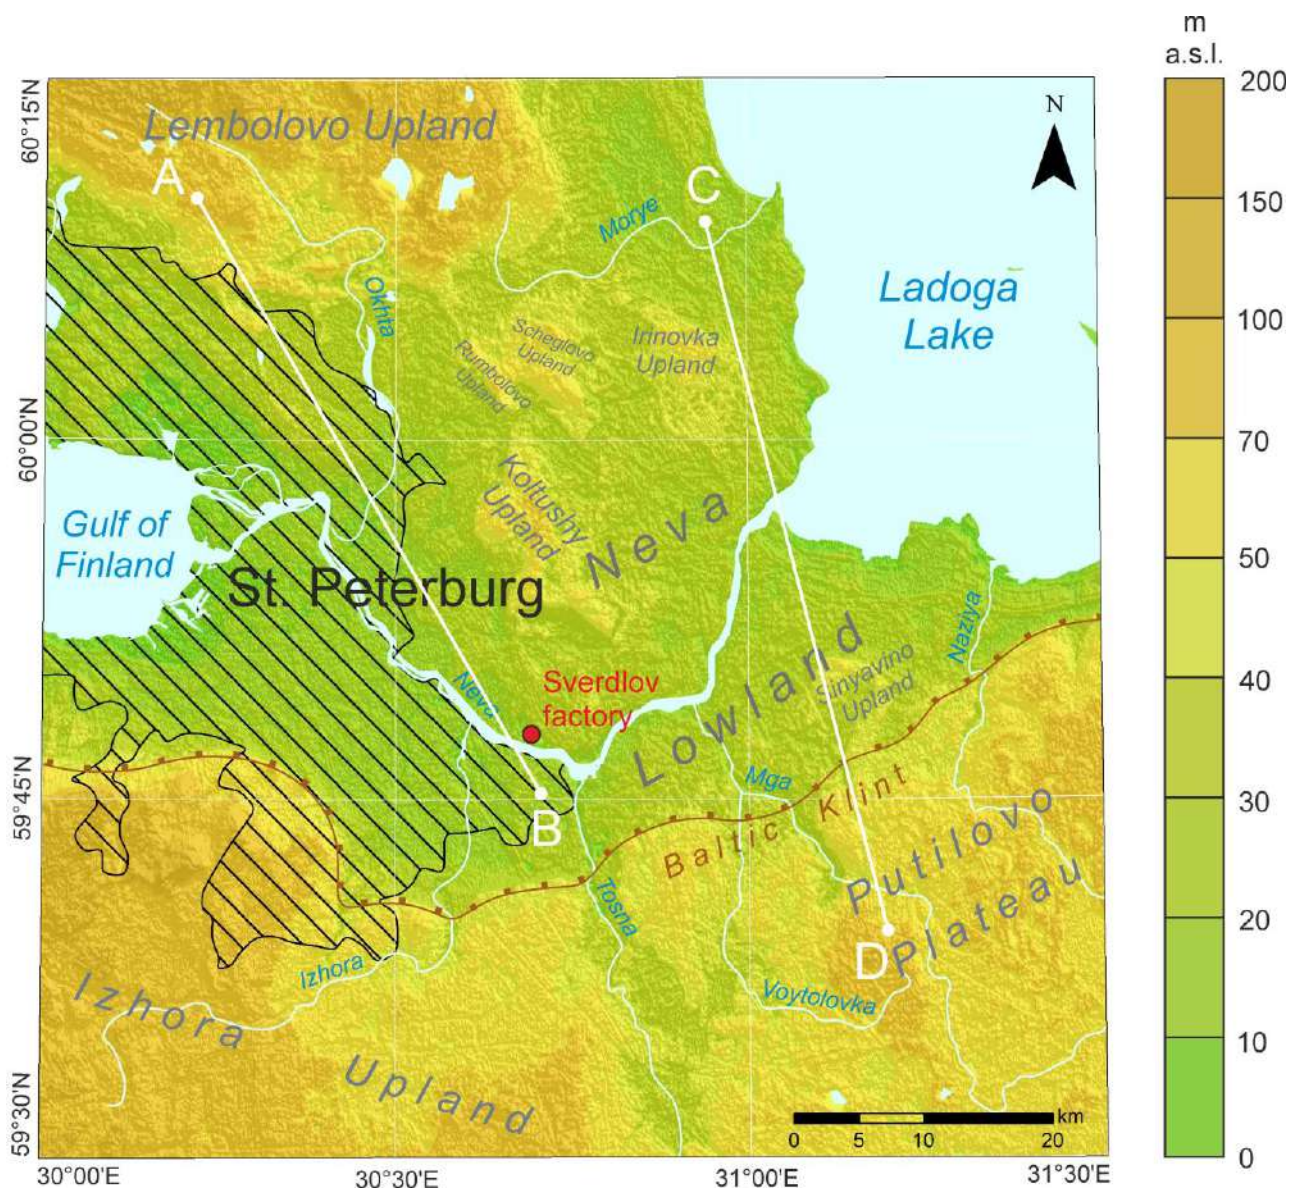 m
a.s.l.
200
150
100
70
50
40
30
20
10
0
60°15'N
60°00'N
59°45'N
59°30'N
30°00'E
30°30'E
31°00'E
31°30'E
N
Lembolovo Upland
A
C
Morye
Okhta
Ladoga
Lake
Scheglovo
Upland
Irinovka
Upland
Rumbolovo
Upland
Koltushy
Upland
Gulf of
Finland
St. Peterburg
Neva
Lowland
Neva
Sverdlov
factory
Sinyavino
Upland
Naziya
Mga
B
Baltic Klint
Putilovo
Plateau
D
Tosna
Izhora
Voytolovka
Izhora
Upland
km
0 5 10 20